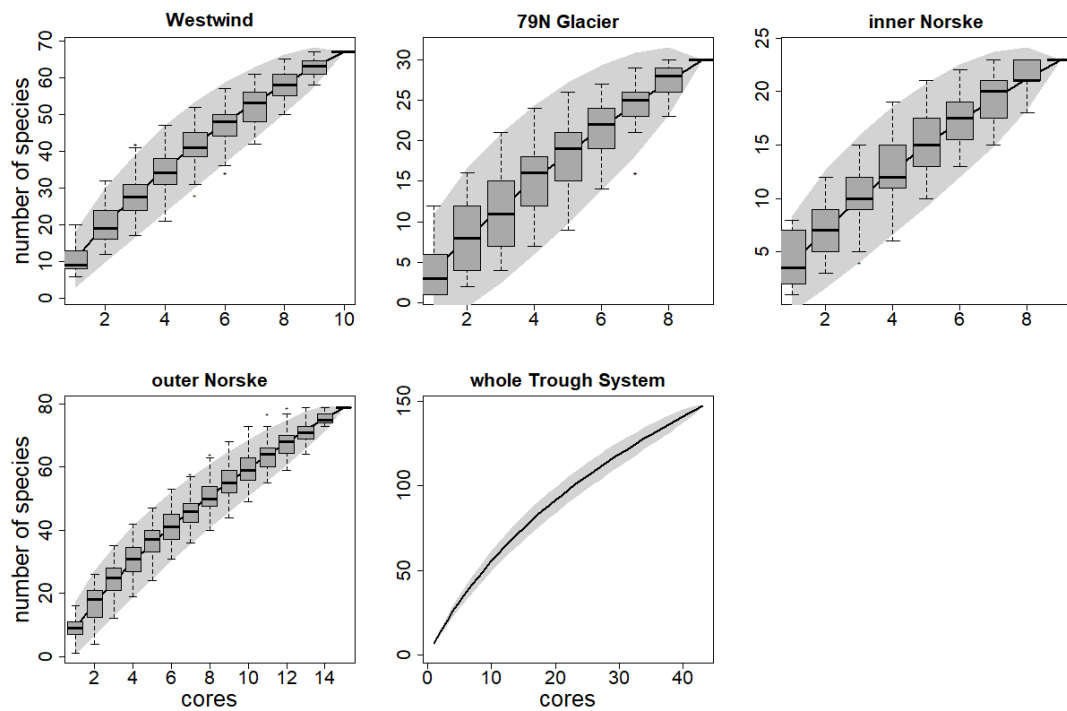 Westwind
79N Glacier
inner Norske
number of species
0 10 20 30 40 50 60 70
2 4 6 8 10
0 5 10 15 20 25 30
2 4 6 8
5 10 15 20 25
2 4 6 8
outer Norske
whole Trough System
number of species
0 20 40 60 80
2 4 6 8 10 12 14
cores
0 50 100 150
0 10 20 30 40
cores